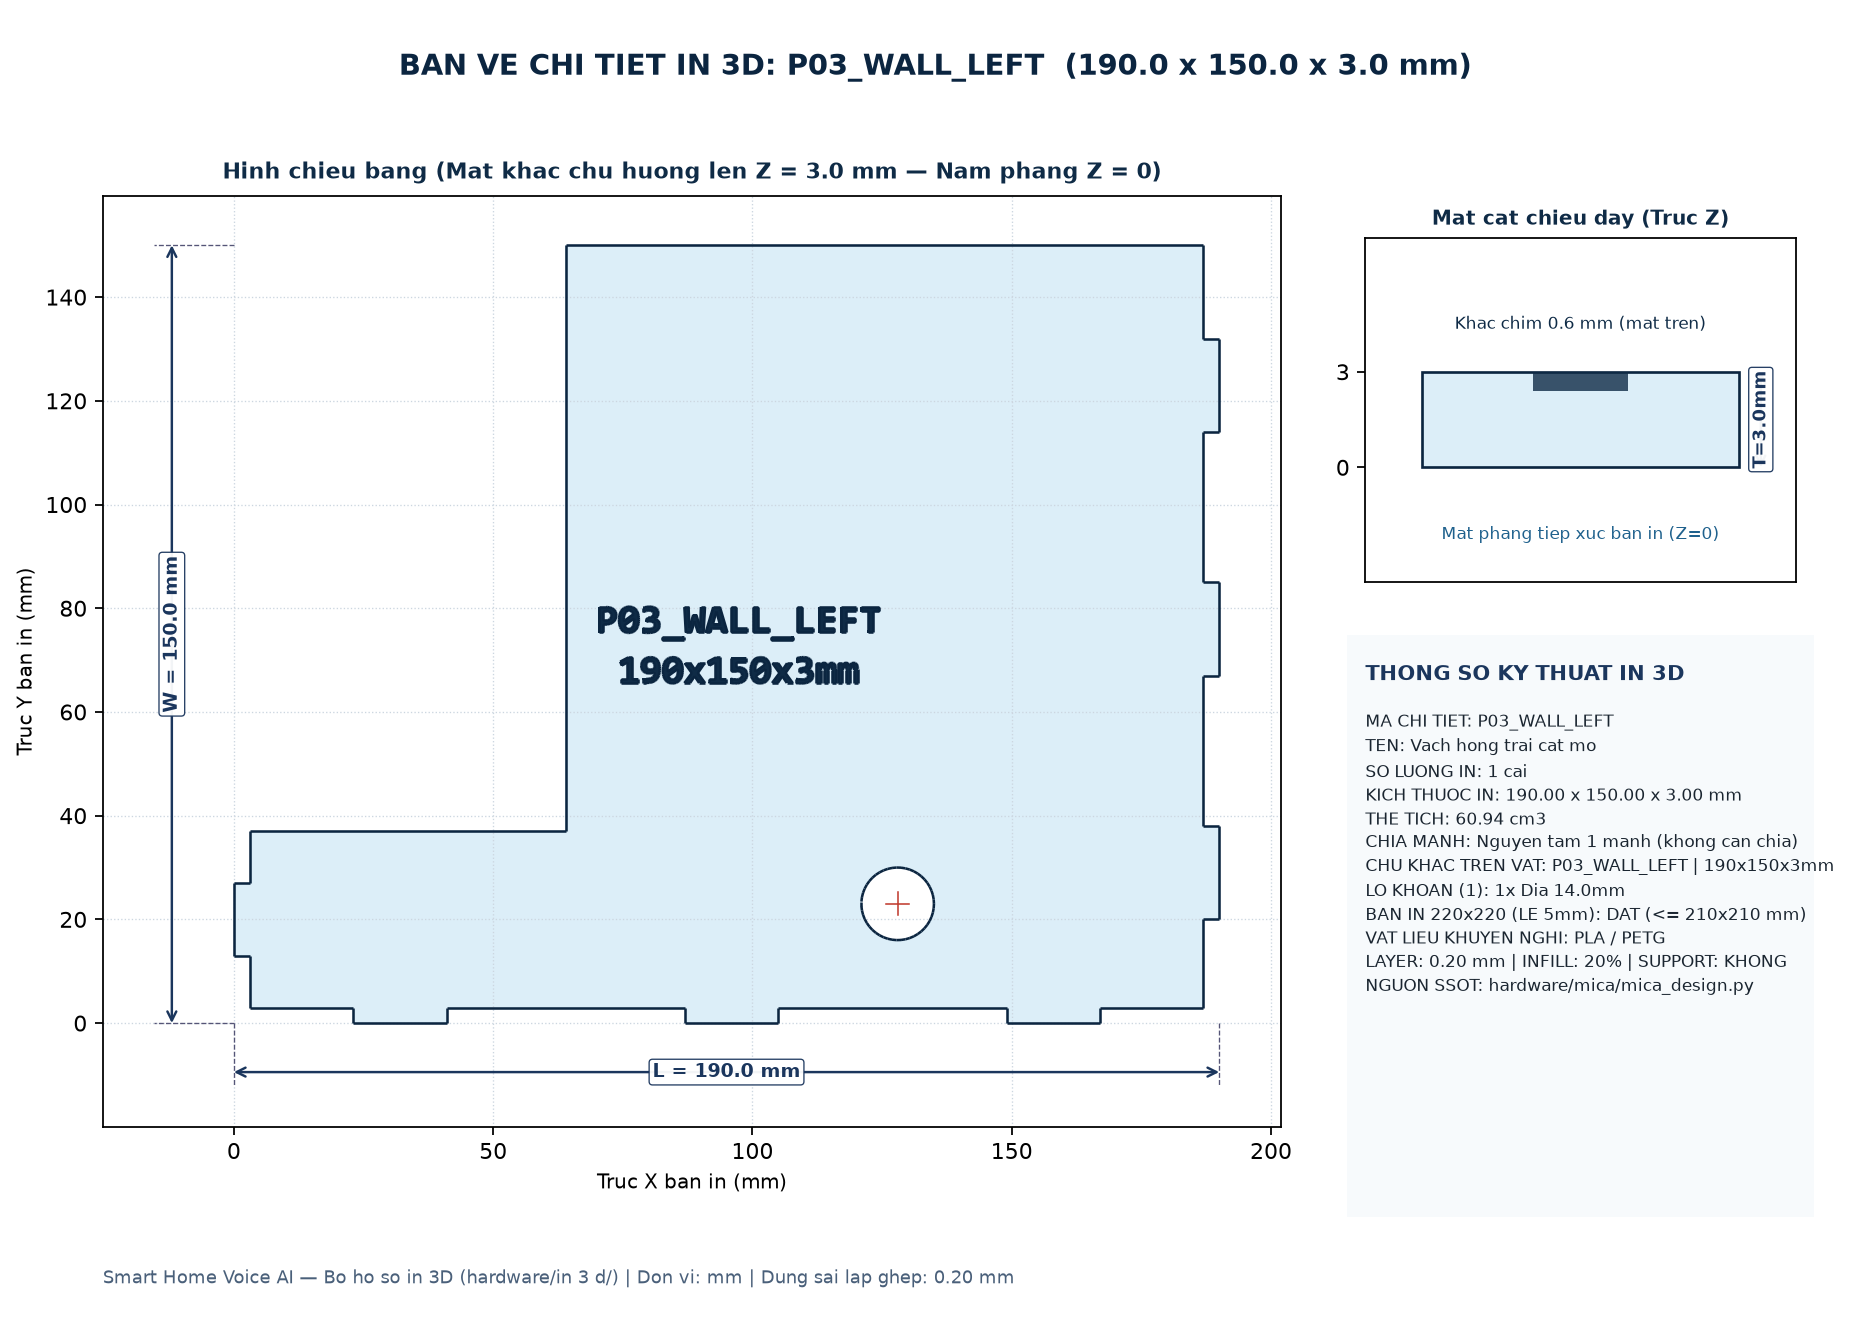 BAN VE CHI TIET IN 3D: P03_WALL_LEFT (190.0 x 150.0 x 3.0 mm)
Hinh chieu bang (Mat khac chu huong len Z = 3.0 mm — Nam phang Z = 0)
140
120
100
80
60
40
20
0
Truc Y ban in (mm)
W = 150.0 mm
P03_WALL_LEFT
190x150x3mm
L = 190.0 mm
0
50
100
150
200
Truc X ban in (mm)
Mat cat chieu day (Truc Z)
Khac chim 0.6 mm (mat tren)
3
0
T=3.0mm
Mat phang tiep xuc ban in (Z=0)
THONG SO KY THUAT IN 3D
MA CHI TIET: P03_WALL_LEFT
TEN: Vach hong trai cat mo
SO LUONG IN: 1 cai
KICH THUOC IN: 190.00 x 150.00 x 3.00 mm
THE TICH: 60.94 cm3
CHIA MANH: Nguyen tam 1 manh (khong can chia)
CHU KHAC TREN VAT: P03_WALL_LEFT | 190x150x3mm
LO KHOAN (1): 1x Dia 14.0mm
BAN IN 220x220 (LE 5mm): DAT (<= 210x210 mm)
VAT LIEU KHUYEN NGHI: PLA / PETG
LAYER: 0.20 mm | INFILL: 20% | SUPPORT: KHONG
NGUON SSOT: hardware/mica/mica_design.py
Smart Home Voice AI — Bo ho so in 3D (hardware/in 3 d/) | Don vi: mm | Dung sai lap ghep: 0.20 mm